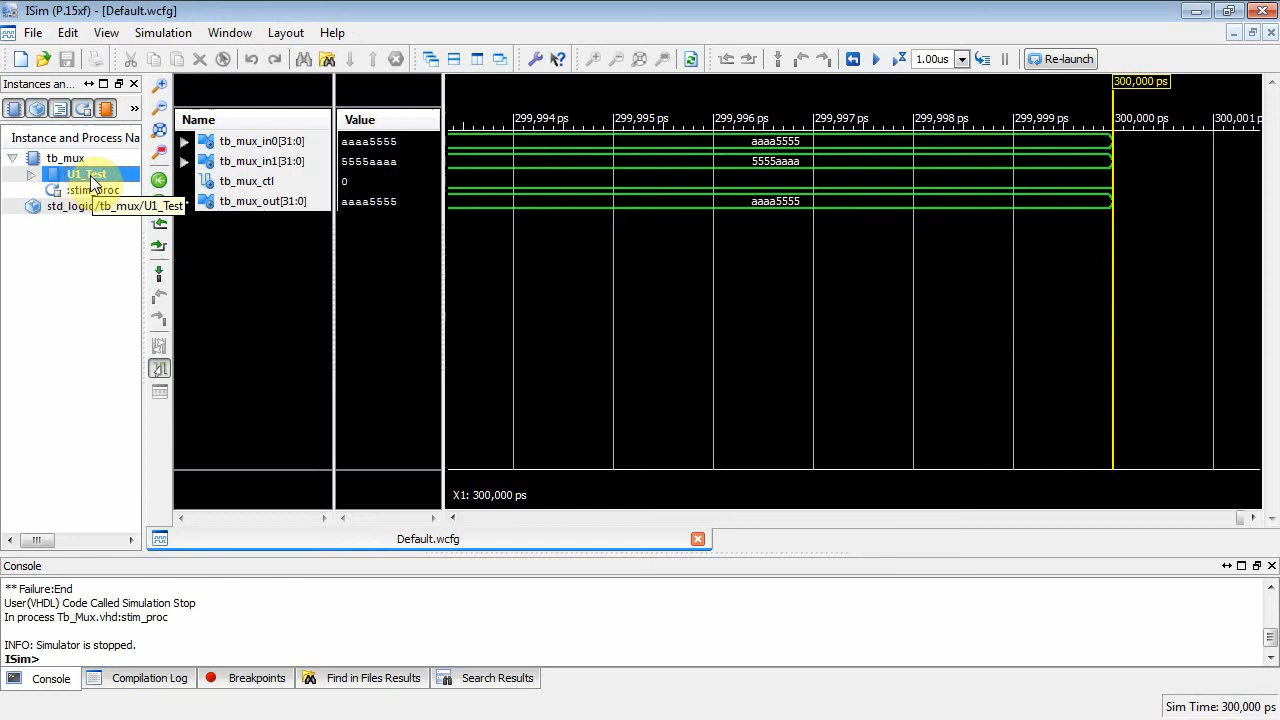 ISim (P.15xf) - [Default.wcfg]
File Edit View Simulation Window Layout Help
1.00us
Re-launch
Instances an...
»
Instance and Process Na
tb_mux
U1_Test
:stim_proc
std_logic
/tb_mux/U1_Test
Name Value
tb_mux_in0[31:0] aaaa5555
tb_mux_in1[31:0] 5555aaaa
tb_mux_ctl 0
tb_mux_out[31:0] aaaa5555
300,000 ps
299,994 ps 299,995 ps 299,996 ps 299,997 ps 299,998 ps 299,999 ps 300,000 ps 300,001 p
aaaa5555
5555aaaa
aaaa5555
X1: 300,000 ps
Default.wcfg
Console
** Failure:End
User(VHDL) Code Called Simulation Stop
In process Tb_Mux.vhd:stim_proc
INFO: Simulator is stopped.
ISim>
Console Compilation Log Breakpoints Find in Files Results Search Results
Sim Time: 300,000 ps